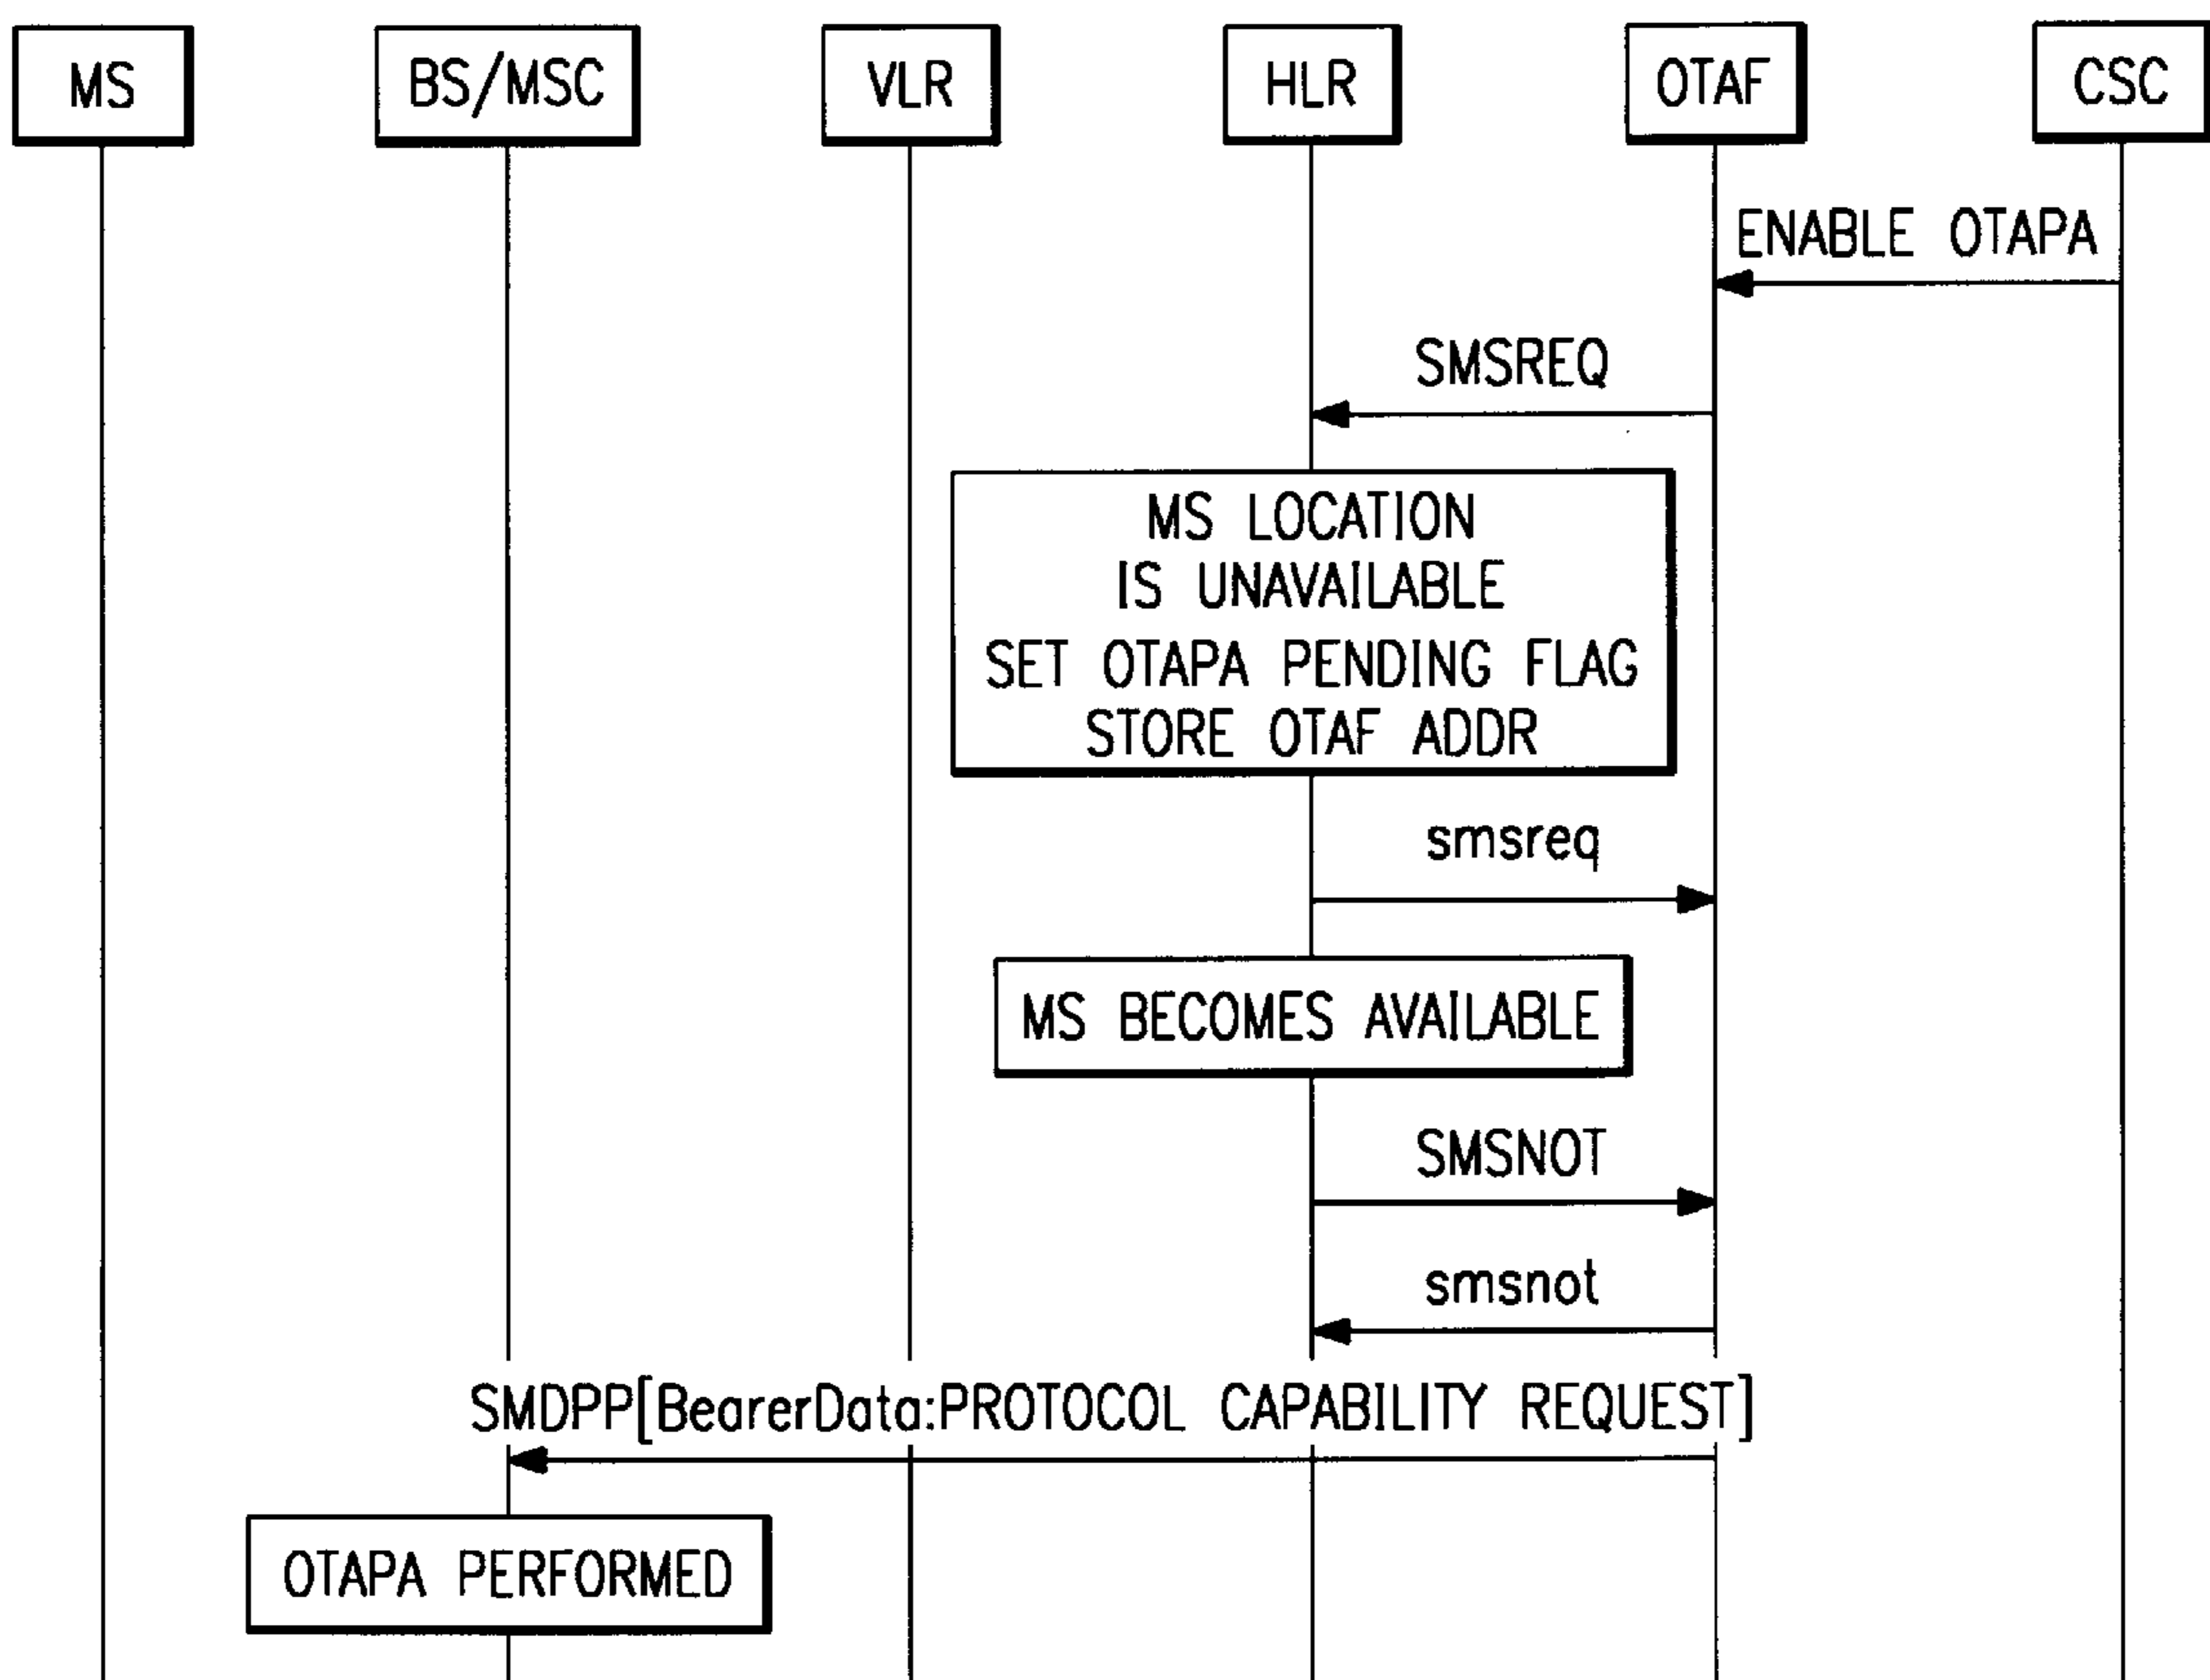 MS
BS/MSC
VLR
HLR
OTAF
CSC
ENABLE OTAPA
SMSREQ
MS LOCATION
IS UNAVAILABLE
SET OTAPA PENDING FLAG
STORE OTAF ADDR
smsreq
MS BECOMES AVAILABLE
SMSNOT
smsnot
SMDPP[BearerData:PROTOCOL CAPABILITY REQUEST]
OTAPA PERFORMED